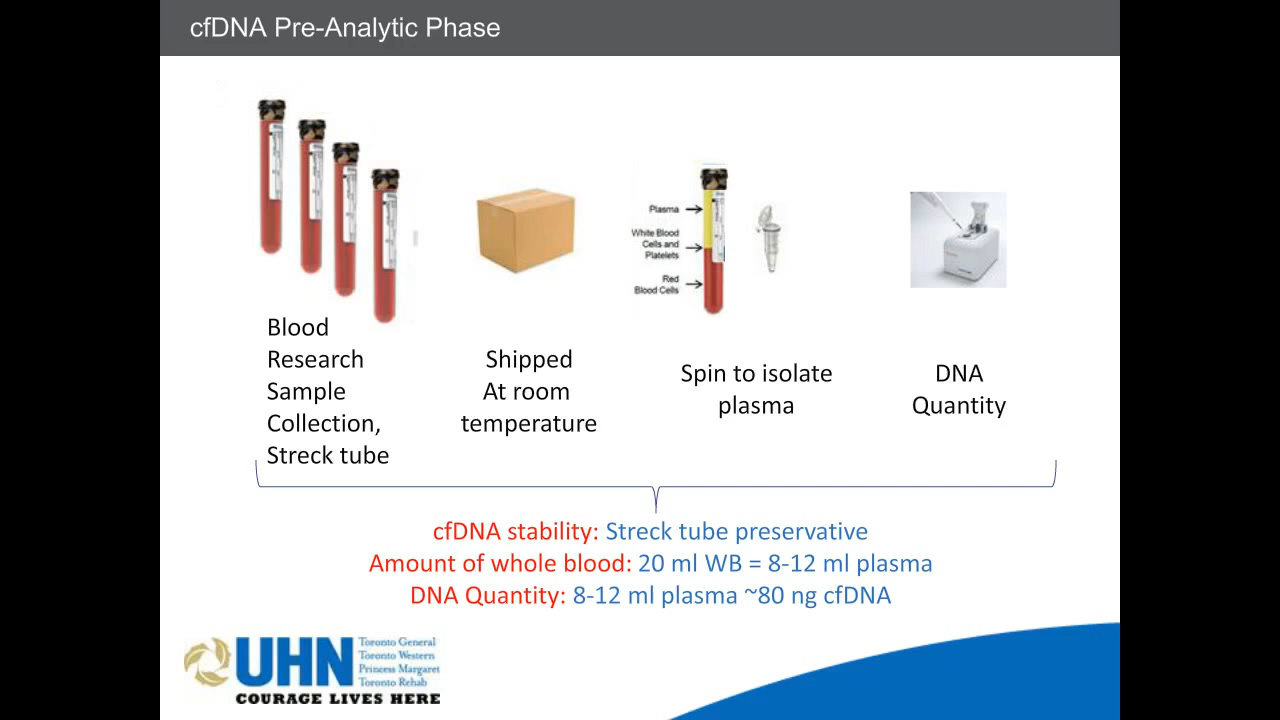 cfDNA Pre-Analytic Phase
Plasma
White Blood
Cells and
Platelets
Red
Blood Cells
Blood
Research
Sample
Collection,
Streck tube
Shipped
At room
temperature
Spin to isolate
plasma
DNA
Quantity
cfDNA stability: Streck tube preservative
Amount of whole blood: 20 ml WB = 8-12 ml plasma
DNA Quantity: 8-12 ml plasma ~80 ng cfDNA
UHN
Toronto General
Toronto Western
Princess Margaret
Toronto Rehab
COURAGE LIVES HERE